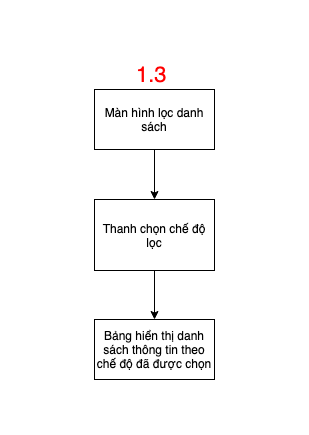 1.3
Màn hình lọc danh
sách
Thanh chọn chế độ
lọc
Bảng hiển thị danh
sách thông tin theo
chế độ đã được chọn